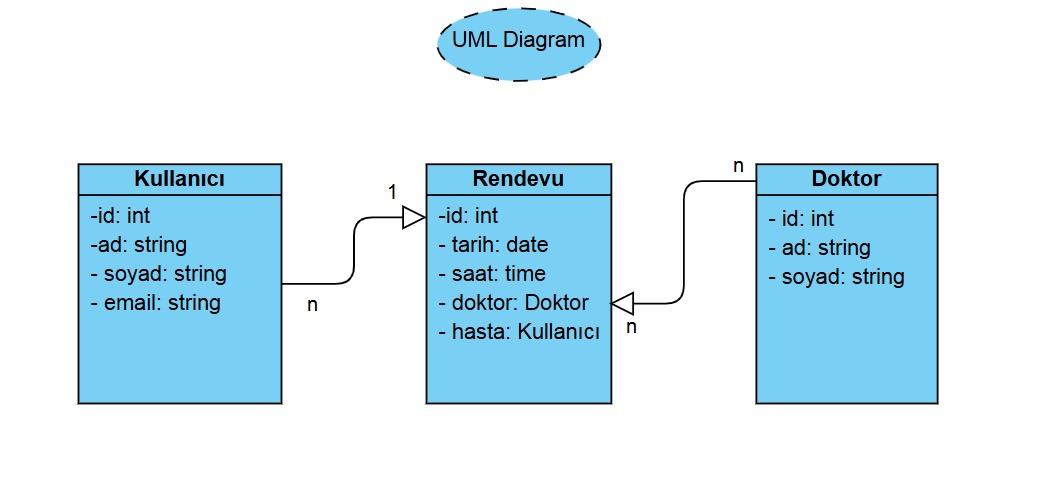 UML Diagram
Kullanıcı
-id: int
-ad: string
- soyad: string
- email: string
n
1
Rendevu
-id: int
- tarih: date
- saat: time
- doktor: Doktor
- hasta: Kullanıcı
n
n
Doktor
- id: int
- ad: string
- soyad: string